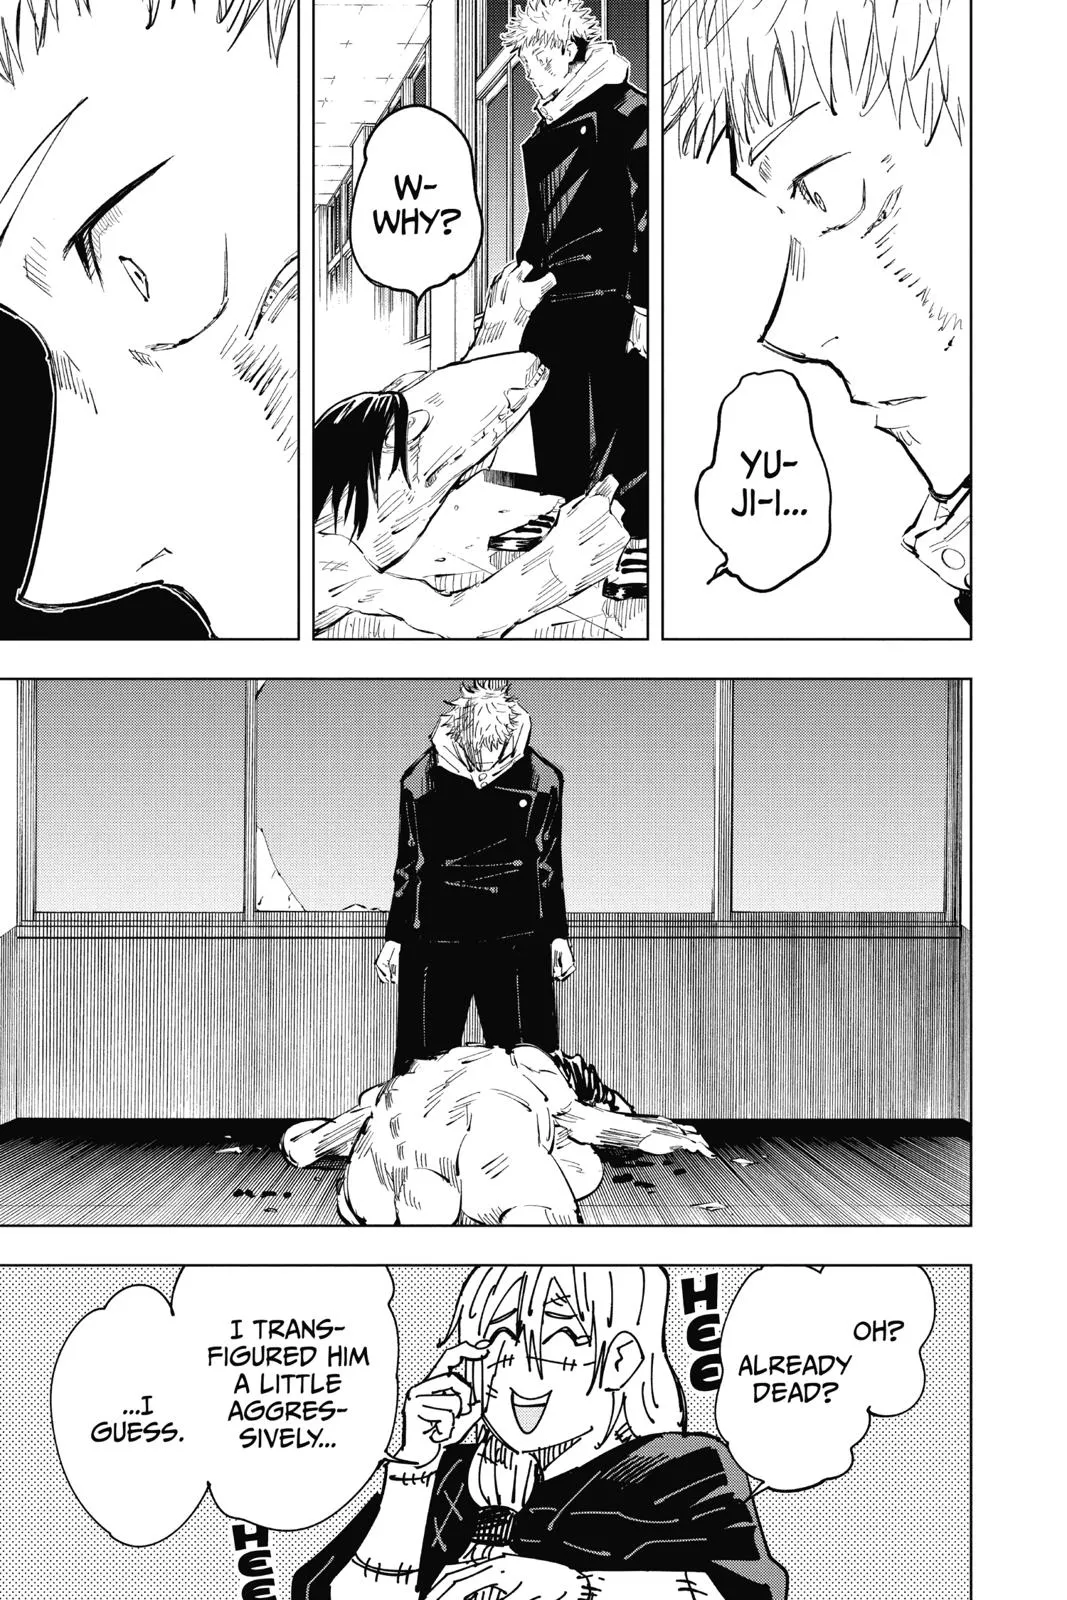 YU-
JI-I...
W-
WHY?
OH?
ALREADY
DEAD?
HEE
I TRANS-
FIGURED HIM
A LITTLE
AGGRES-
SIVELY...
...I
GUESS.
HEE